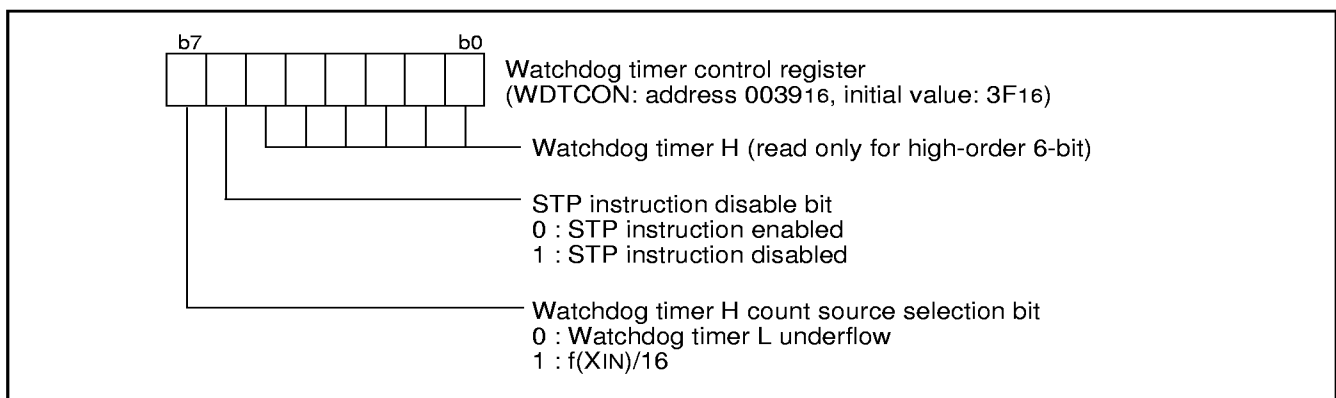 b7 b0
Watchdog timer control register
(WDTCON: address 003916, initial value: 3F16)
Watchdog timer H (read only for high-order 6-bit)
STP instruction disable bit
0 : STP instruction enabled
1 : STP instruction disabled
Watchdog timer H count source selection bit
0 : Watchdog timer L underflow
1 : f(XIN)/16